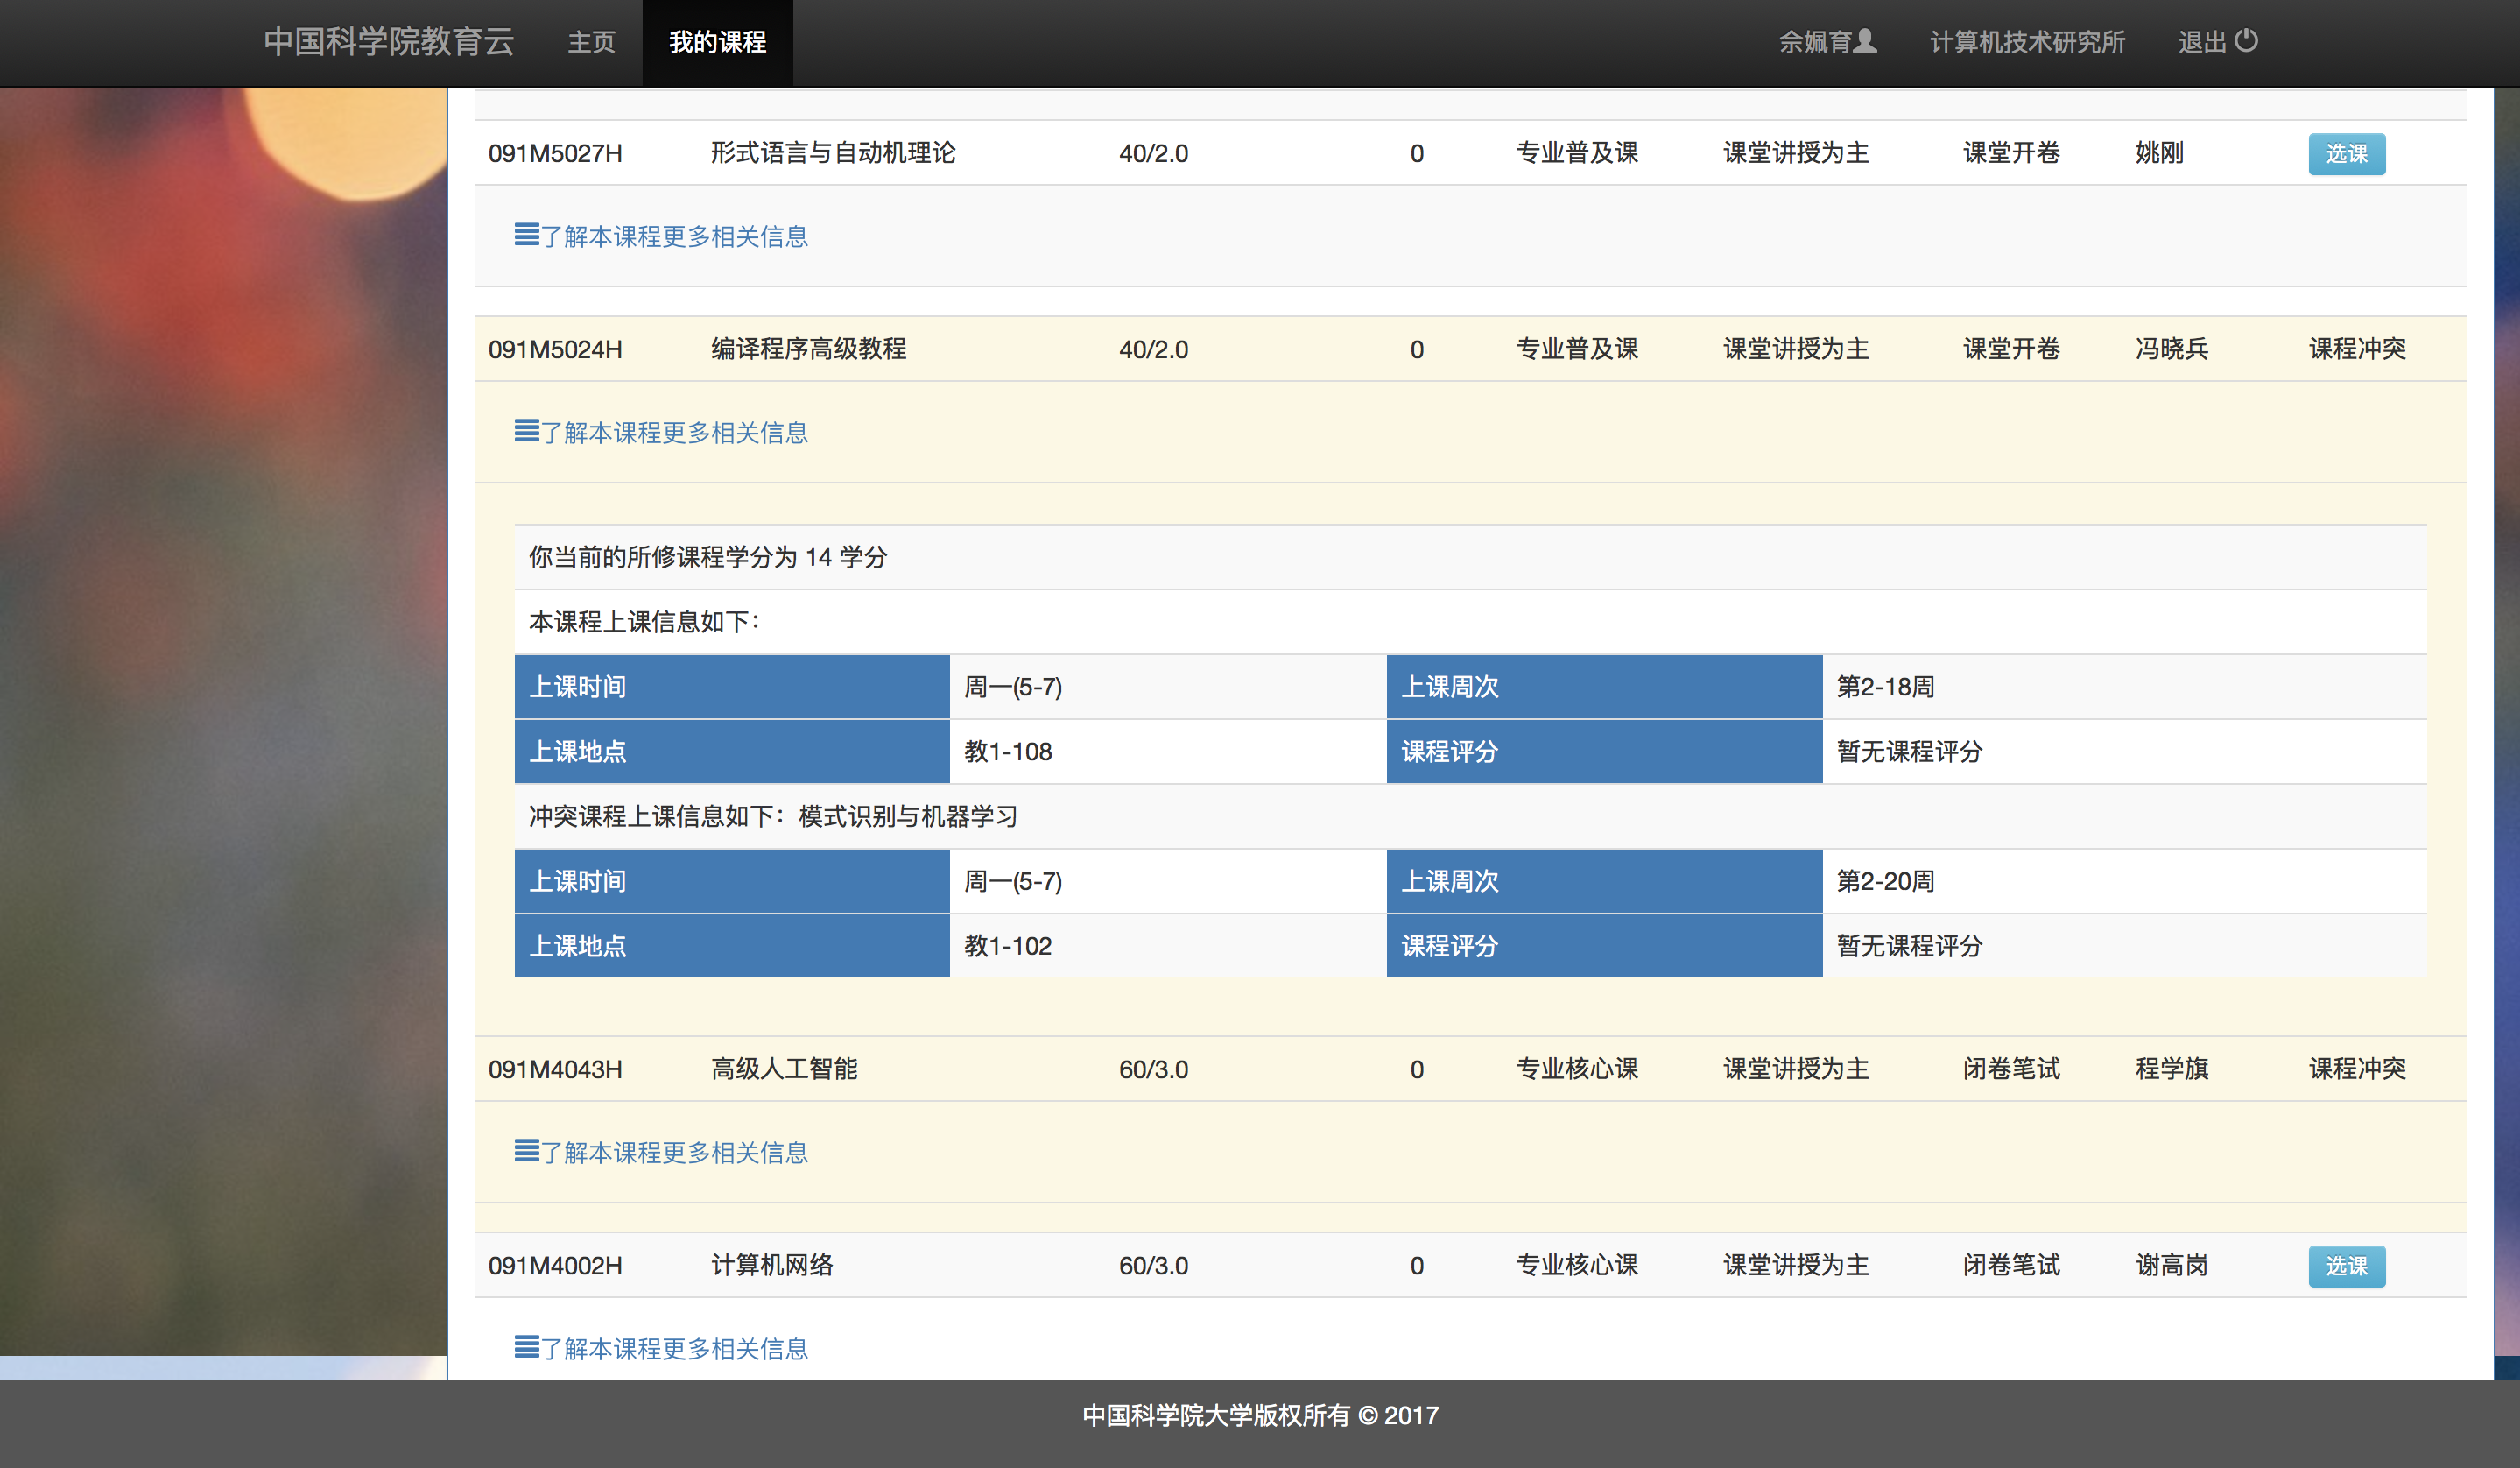 中国科学院教育云 主页 我的课程 佘姵育 计算机技术研究所 退出
091M5027H 形式语言与自动机理论 40/2.0 0 专业普及课 课堂讲授为主 课堂开卷 姚刚 选课
了解本课程更多相关信息
091M5024H 编译程序高级教程 40/2.0 0 专业普及课 课堂讲授为主 课堂开卷 冯晓兵 课程冲突
了解本课程更多相关信息
你当前的所修课程学分为 14 学分
本课程上课信息如下：
上课时间 周一(5-7) 上课周次 第2-18周
上课地点 教1-108 课程评分 暂无课程评分
冲突课程上课信息如下：模式识别与机器学习
上课时间 周一(5-7) 上课周次 第2-20周
上课地点 教1-102 课程评分 暂无课程评分
091M4043H 高级人工智能 60/3.0 0 专业核心课 课堂讲授为主 闭卷笔试 程学旗 课程冲突
了解本课程更多相关信息
091M4002H 计算机网络 60/3.0 0 专业核心课 课堂讲授为主 闭卷笔试 谢高岗 选课
了解本课程更多相关信息
中国科学院大学版权所有 © 2017